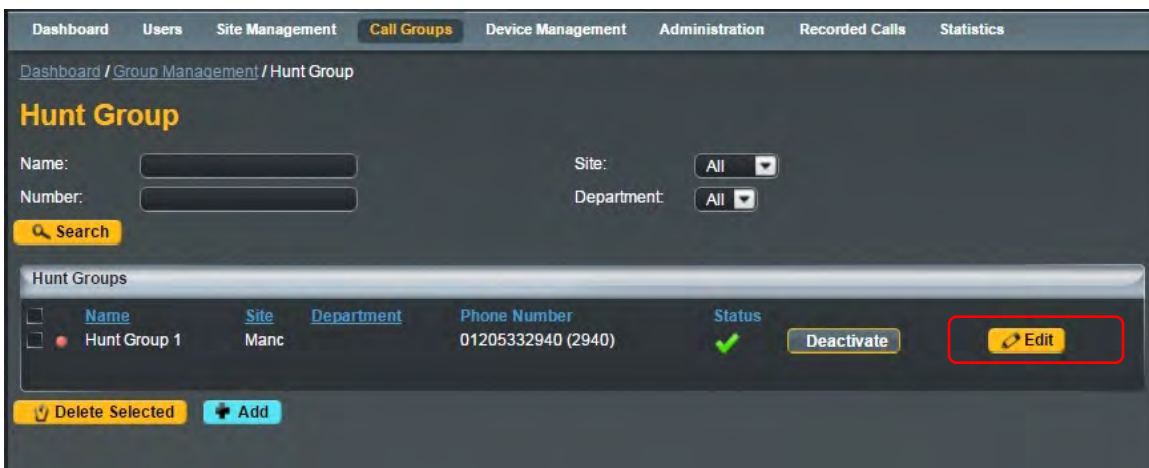 Dashboard Users Site Management Call Groups Device Management Administration Recorded Calls Statistics
Dashboard / Group Management / Hunt Group
Hunt Group
Name: Site: All
Number: Department: All
Search
Hunt Groups
Name Site Department Phone Number Status
Hunt Group 1 Manc 01205332940 (2940) Deactivate Edit
Delete Selected Add